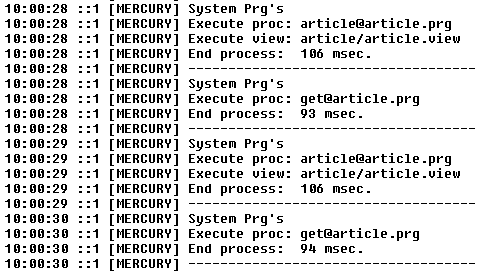 10:00:28 ::1 [MERCURY] System Prg's
10:00:28 ::1 [MERCURY] Execute proc: article@article.prg
10:00:28 ::1 [MERCURY] Execute view: article/article.view
10:00:28 ::1 [MERCURY] End process:  106 msec.
10:00:28 ::1 [MERCURY] ------------------------------------
10:00:28 ::1 [MERCURY] System Prg's
10:00:28 ::1 [MERCURY] Execute proc: get@article.prg
10:00:28 ::1 [MERCURY] End process:  93 msec.
10:00:28 ::1 [MERCURY] ------------------------------------
10:00:29 ::1 [MERCURY] System Prg's
10:00:29 ::1 [MERCURY] Execute proc: article@article.prg
10:00:29 ::1 [MERCURY] Execute view: article/article.view
10:00:29 ::1 [MERCURY] End process:  106 msec.
10:00:29 ::1 [MERCURY] ------------------------------------
10:00:30 ::1 [MERCURY] System Prg's
10:00:30 ::1 [MERCURY] Execute proc: get@article.prg
10:00:30 ::1 [MERCURY] End process:  94 msec.
10:00:30 ::1 [MERCURY] ------------------------------------